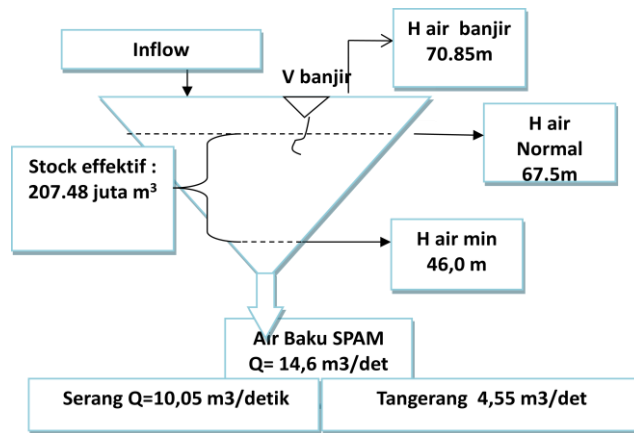 Inflow
V banjir
H air banjir
70.85m
H air
Normal
67.5m
Stock effektif :
207.48 juta m³
H air min
46,0 m
Air Baku SPAM
Q= 14,6 m3/det
Serang Q=10,05 m3/detik
Tangerang 4,55 m3/det